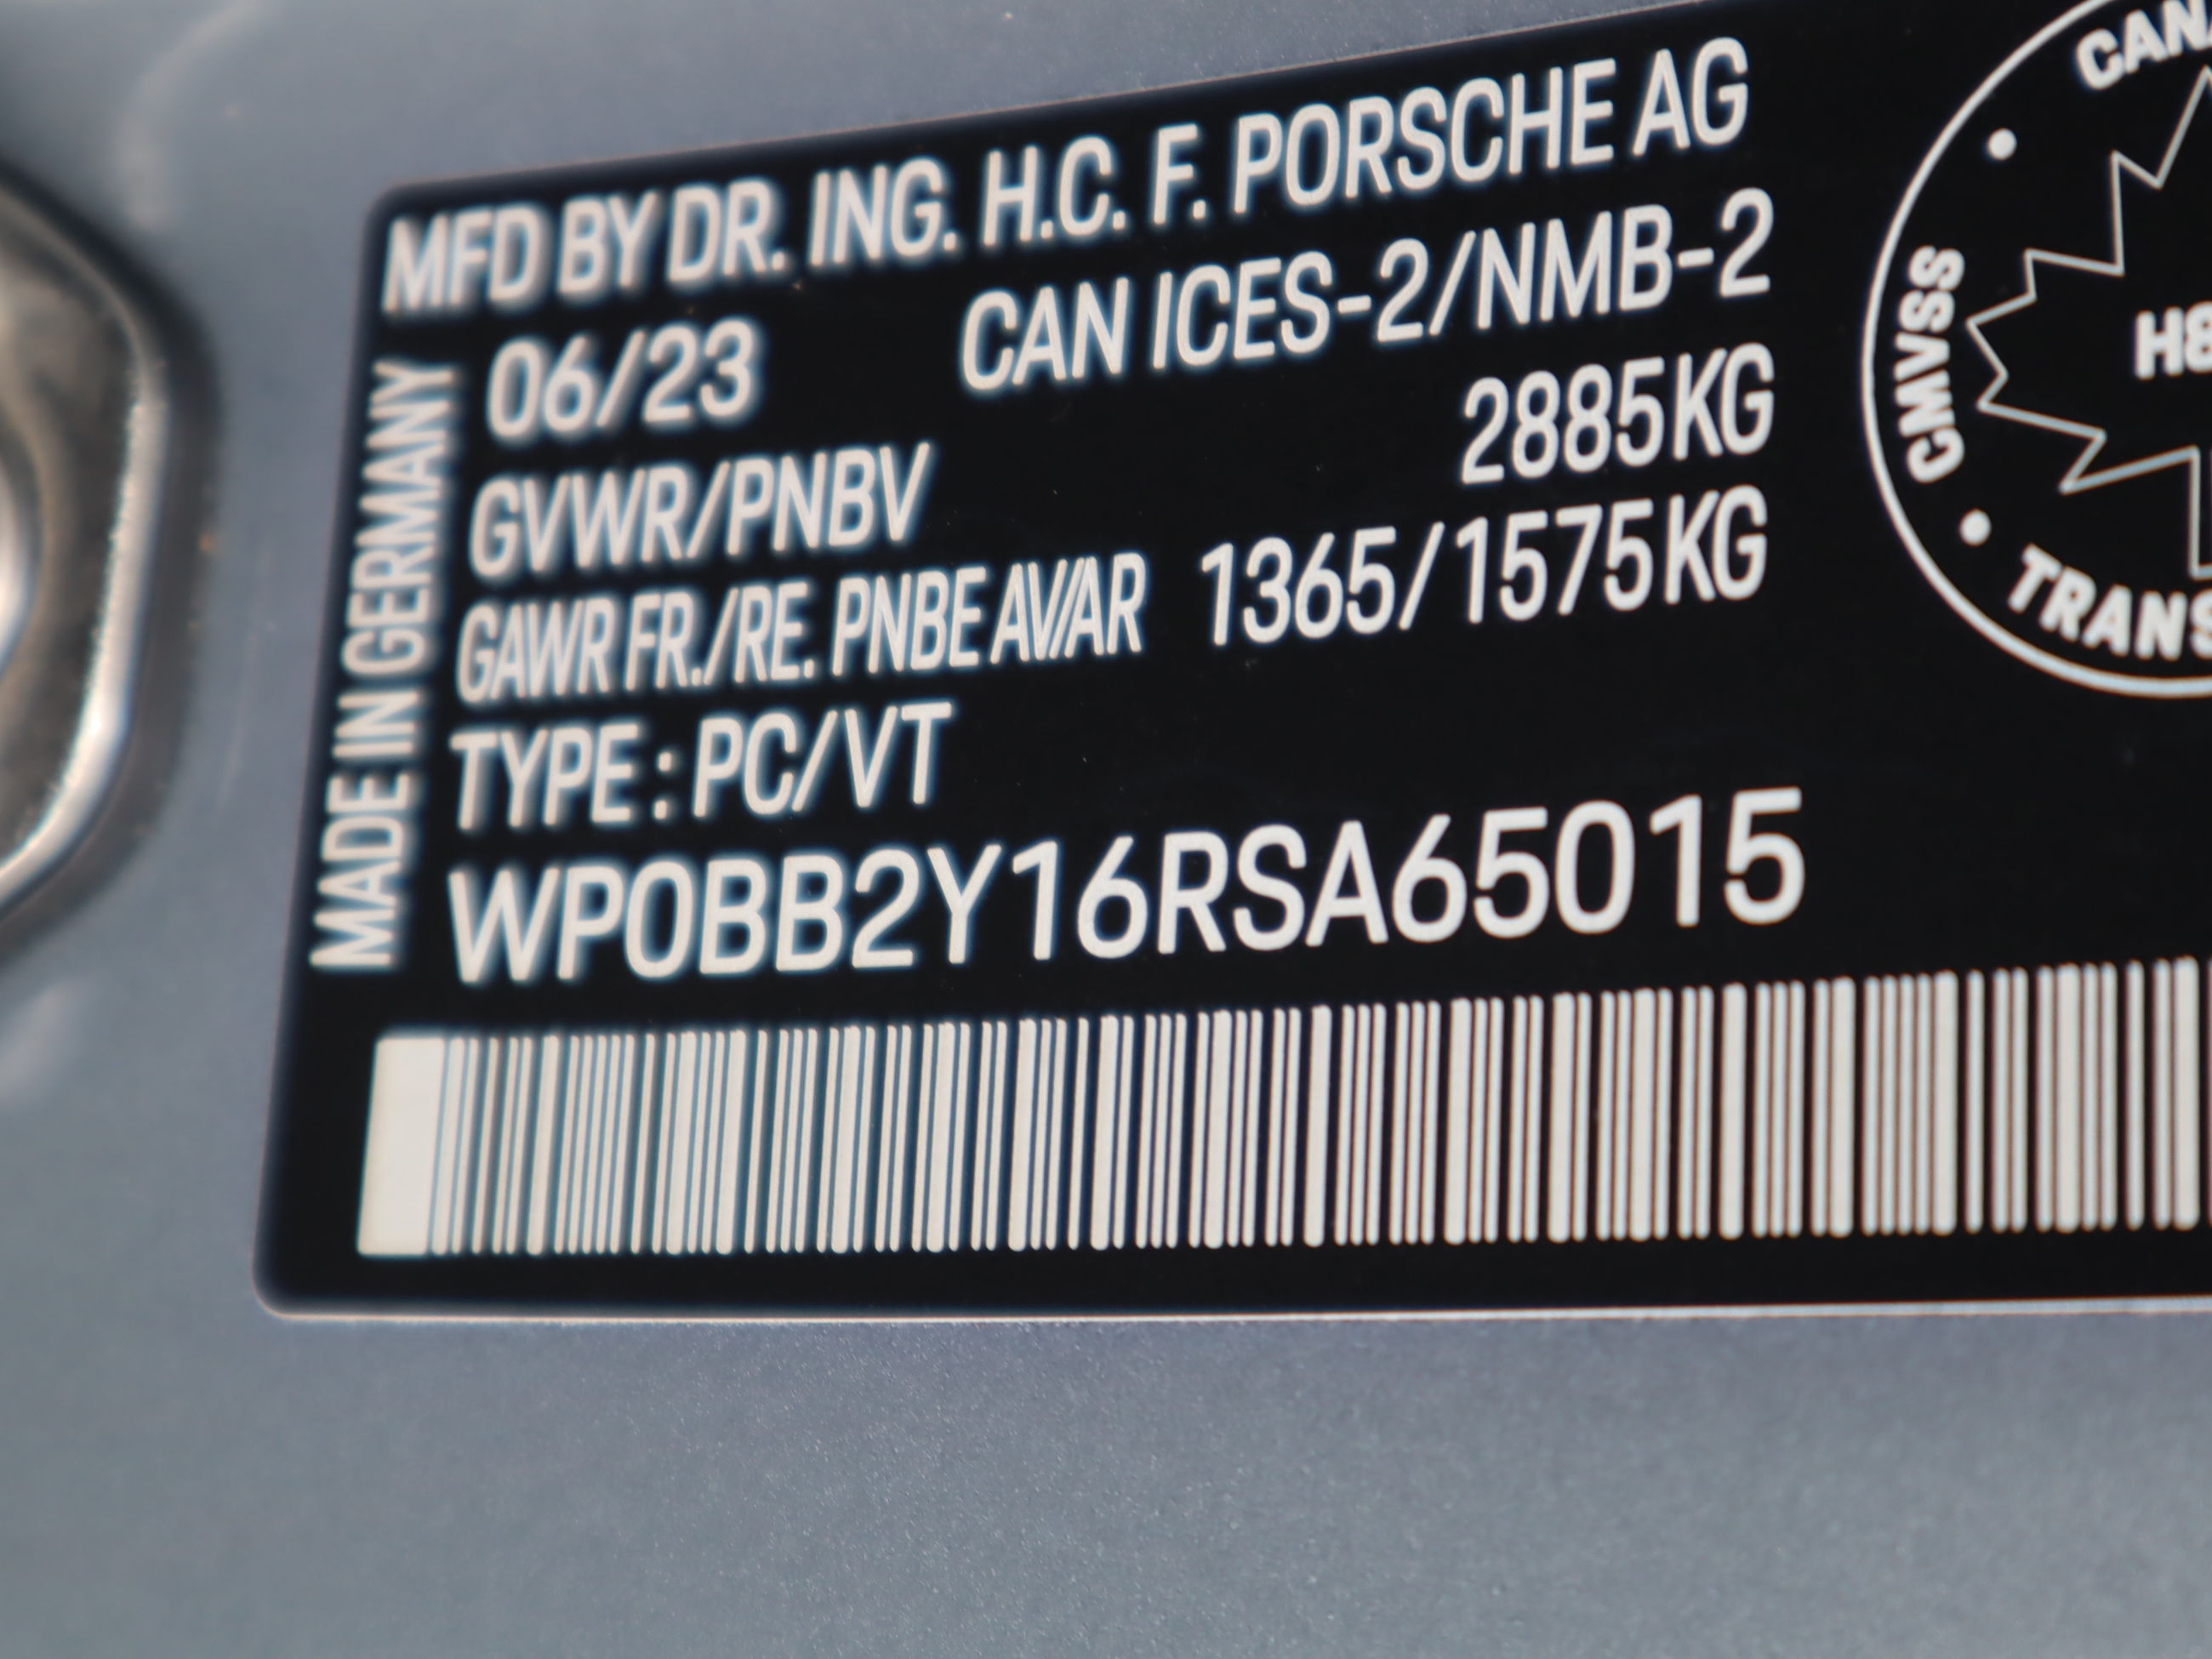 MFD BY DR. ING. H.C. F. PORSCHE AG
06/23 CAN ICES-2/NMB-2
GVWR/PNBV 2885KG
GAWR FR./RE. PNBE AV/AR 1365/1575KG
TYPE : PC/VT
WP0BB2Y16RSA65015
MADE IN GERMANY
CMVSS